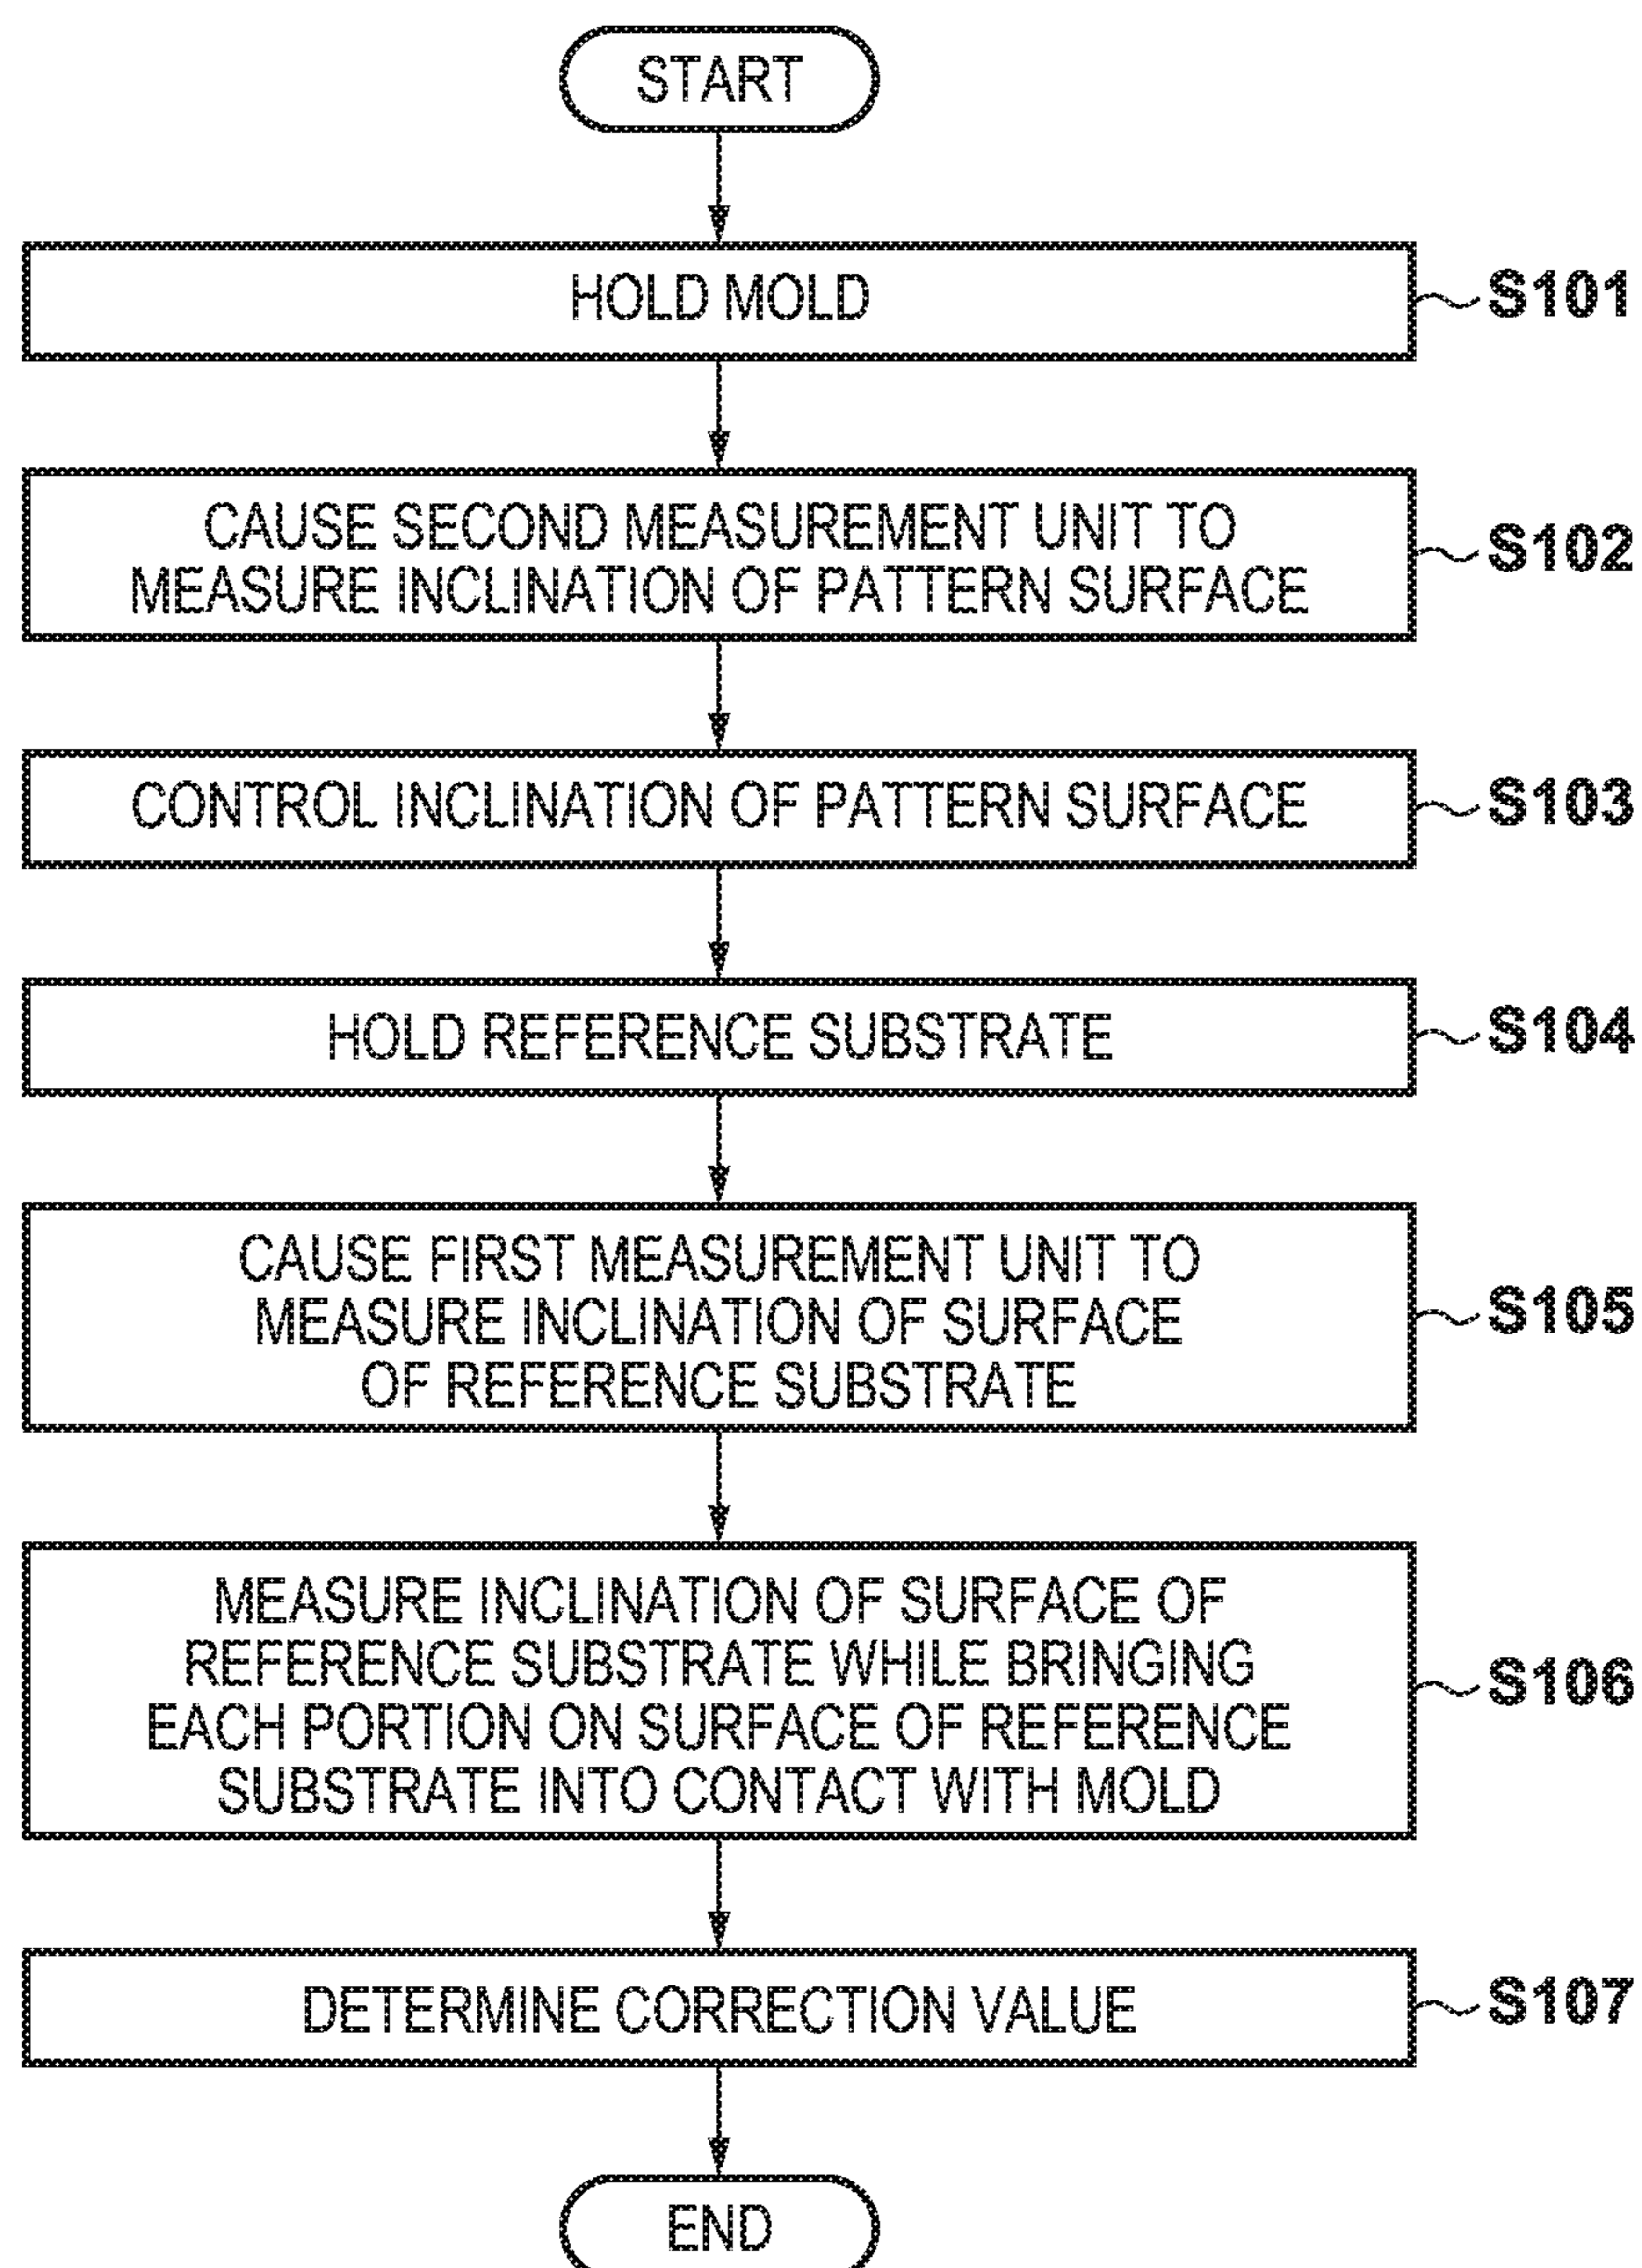 START
HOLD MOLD
S101
CAUSE SECOND MEASUREMENT UNIT TO
MEASURE INCLINATION OF PATTERN SURFACE
S102
CONTROL INCLINATION OF PATTERN SURFACE
S103
HOLD REFERENCE SUBSTRATE
S104
CAUSE FIRST MEASUREMENT UNIT TO
MEASURE INCLINATION OF SURFACE
OF REFERENCE SUBSTRATE
S105
MEASURE INCLINATION OF SURFACE OF
REFERENCE SUBSTRATE WHILE BRINGING
EACH PORTION ON SURFACE OF REFERENCE
SUBSTRATE INTO CONTACT WITH MOLD
S106
DETERMINE CORRECTION VALUE
S107
END